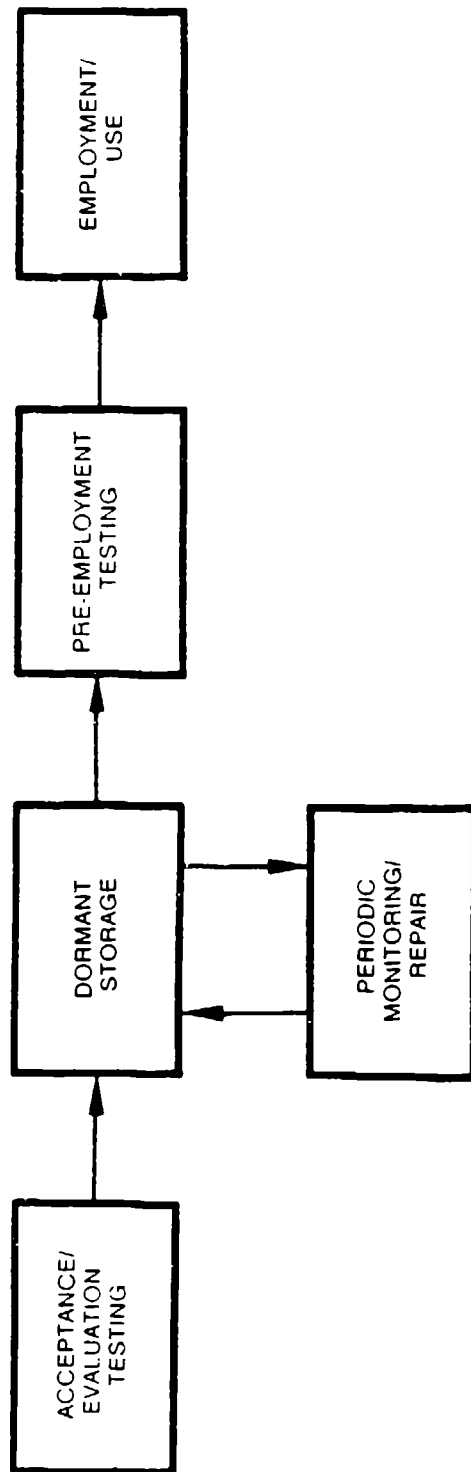 ACCEPTANCE/
EVALUATION
TESTING
DORMANT
STORAGE
PERIODIC
MONITORING/
REPAIR
PRE-EMPLOYMENT
TESTING
EMPLOYMENT/
USE